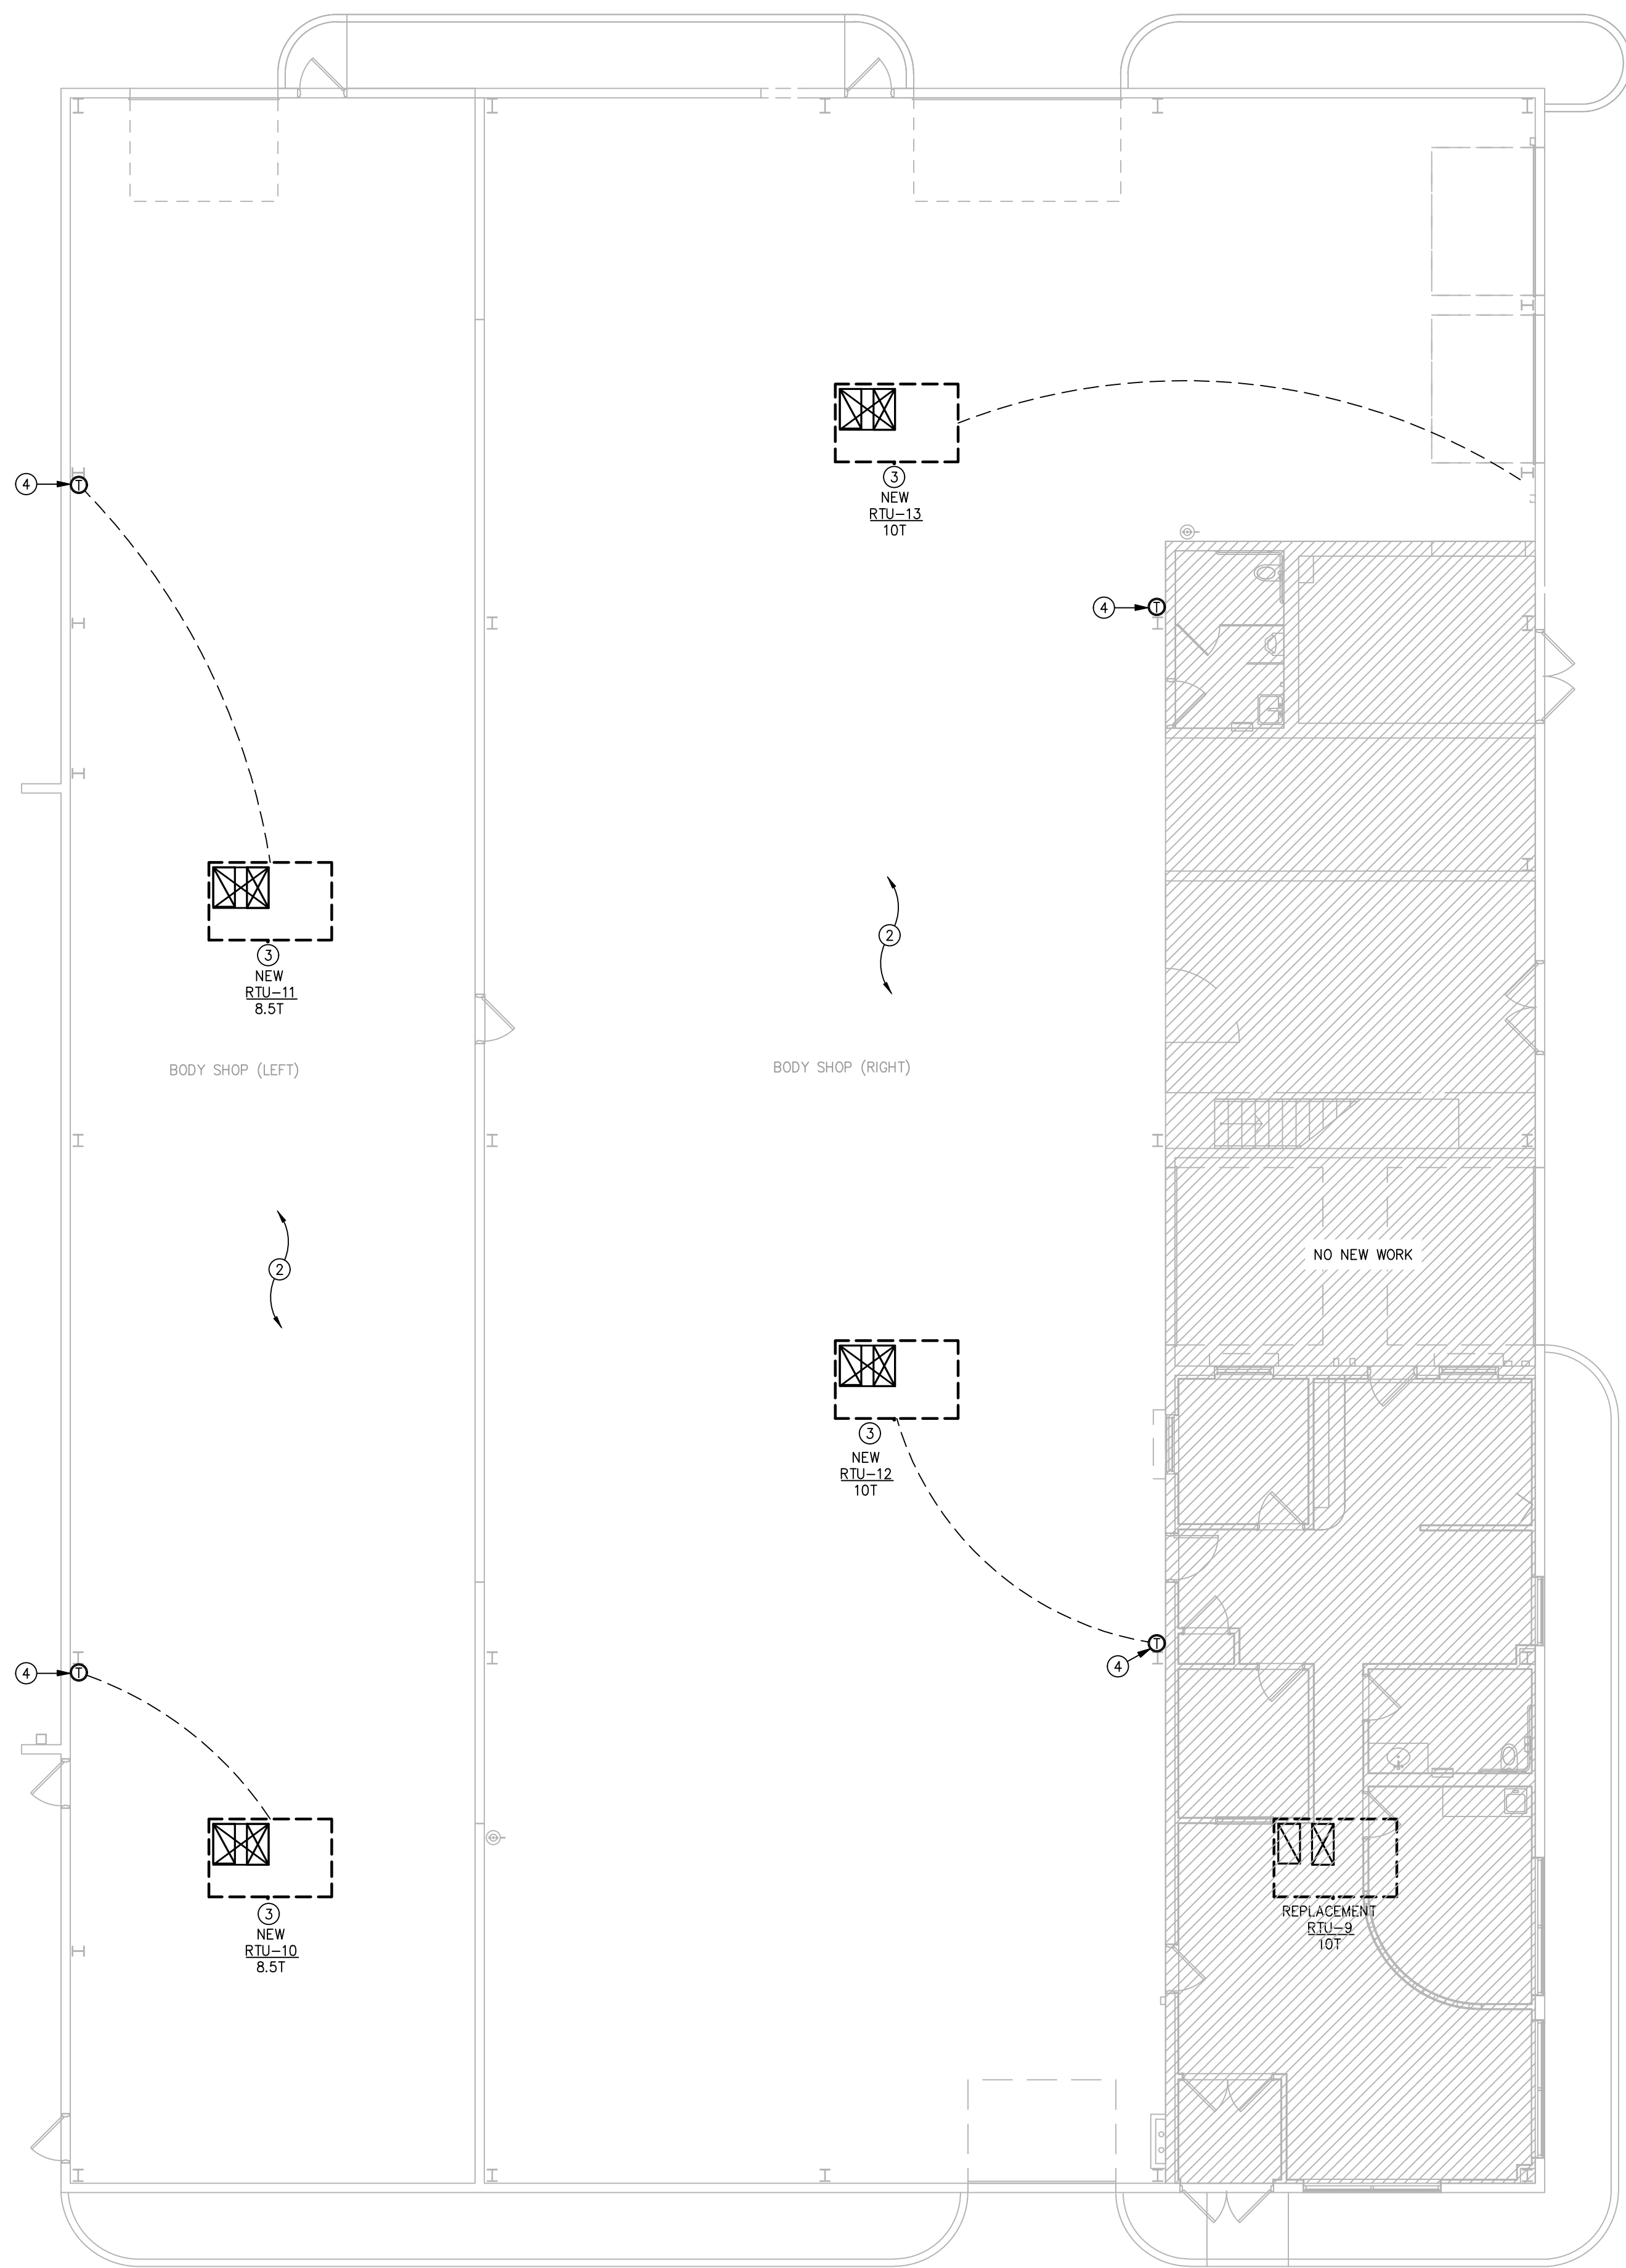 4
T
3
NEW
RTU-13
10T
4
T
3
NEW
RTU-11
8.5T
2
BODY SHOP (LEFT)
BODY SHOP (RIGHT)
2
NO NEW WORK
3
NEW
RTU-12
10T
T
4
4
T
3
NEW
RTU-10
8.5T
REPLACEMENT
RTU-9
10T